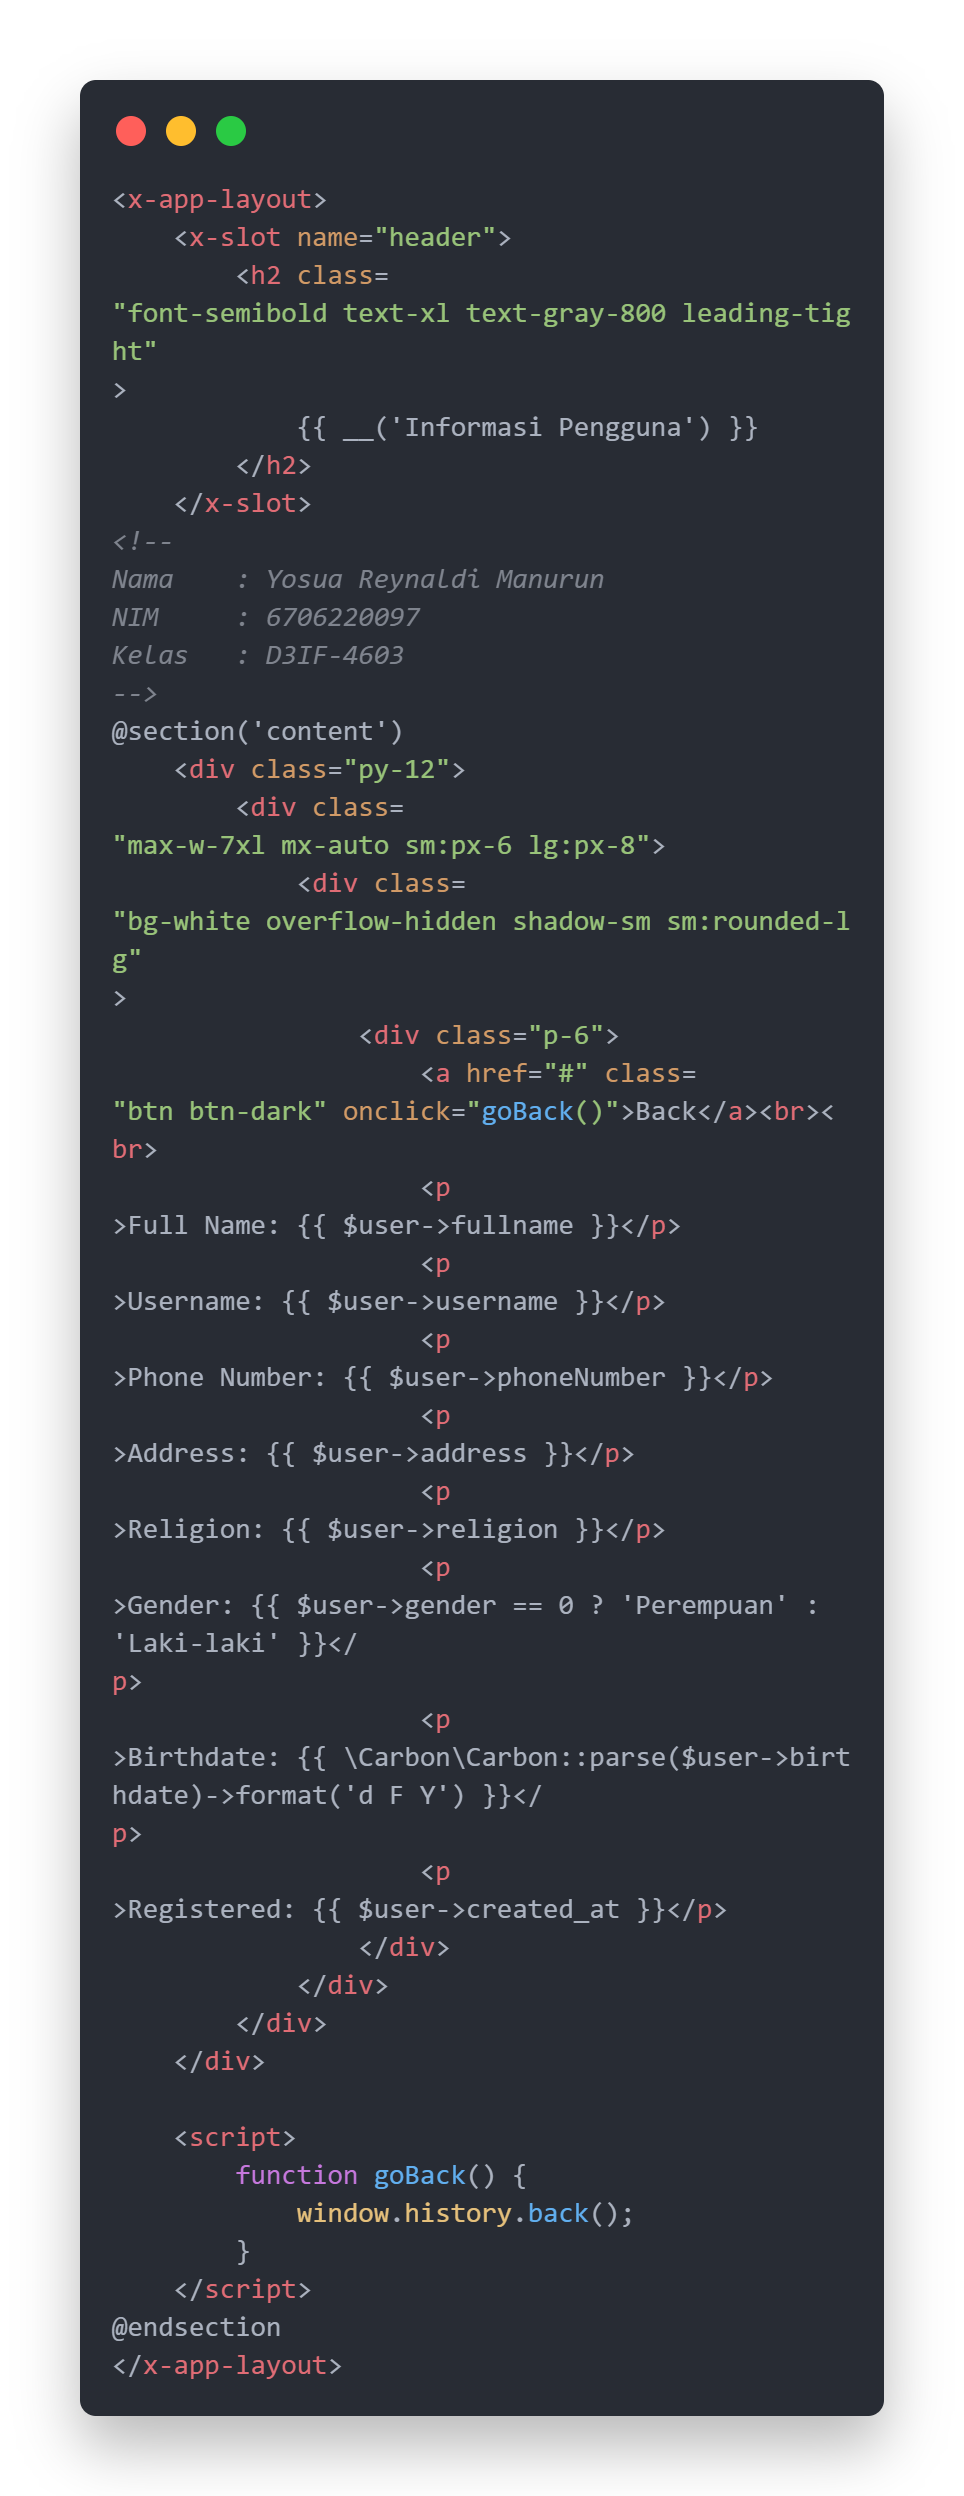 <x-app-layout>
    <x-slot name="header">
        <h2 class=
"font-semibold text-xl text-gray-800 leading-tig
ht"
>
            {{ __('Informasi Pengguna') }}
        </h2>
    </x-slot>
<!--
Nama    : Yosua Reynaldi Manurun
NIM     : 6706220097
Kelas   : D3IF-4603
-->
@section('content')
    <div class="py-12">
        <div class=
"max-w-7xl mx-auto sm:px-6 lg:px-8">
            <div class=
"bg-white overflow-hidden shadow-sm sm:rounded-l
g"
>
                <div class="p-6">
                    <a href="#" class=
"btn btn-dark" onclick="goBack()">Back</a><br><
br>
                    <p
>Full Name: {{ $user->fullname }}</p>
                    <p
>Username: {{ $user->username }}</p>
                    <p
>Phone Number: {{ $user->phoneNumber }}</p>
                    <p
>Address: {{ $user->address }}</p>
                    <p
>Religion: {{ $user->religion }}</p>
                    <p
>Gender: {{ $user->gender == 0 ? 'Perempuan' :
'Laki-laki' }}</
p>
                    <p
>Birthdate: {{ \Carbon\Carbon::parse($user->birt
hdate)->format('d F Y') }}</
p>
                    <p
>Registered: {{ $user->created_at }}</p>
                </div>
            </div>
        </div>
    </div>

    <script>
        function goBack() {
            window.history.back();
        }
    </script>
@endsection
</x-app-layout>